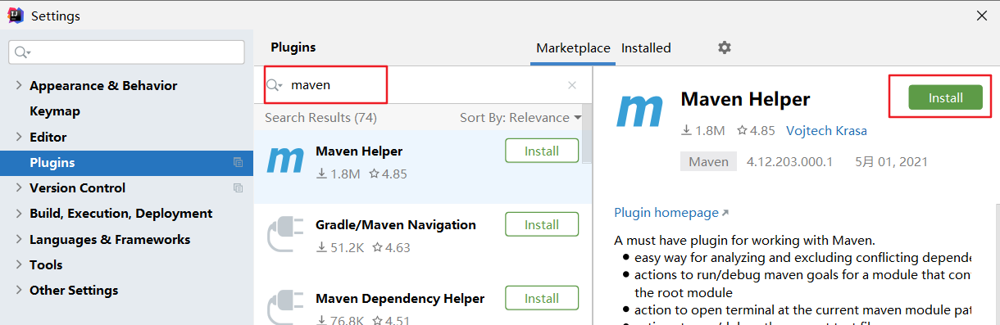 Settings
Plugins
Marketplace
Installed
Appearance & Behavior
Keymap
Editor
Plugins
Version Control
Build, Execution, Deployment
Languages & Frameworks
Tools
Other Settings
maven
Search Results (74)
Sort By: Relevance
Maven Helper
1.8M 4.85
Install
Gradle/Maven Navigation
51.2K 4.63
Install
Maven Dependency Helper
76.8K 4.51
Install
Maven Helper
Install
1.8M 4.85 Vojtech Krasa
Maven 4.12.203.000.1 5月 01, 2021
Plugin homepage
A must have plugin for working with Maven.
easy way for analyzing and excluding conflicting depende
actions to run/debug maven goals for a module that con
the root module
action to open terminal at the current maven module pat